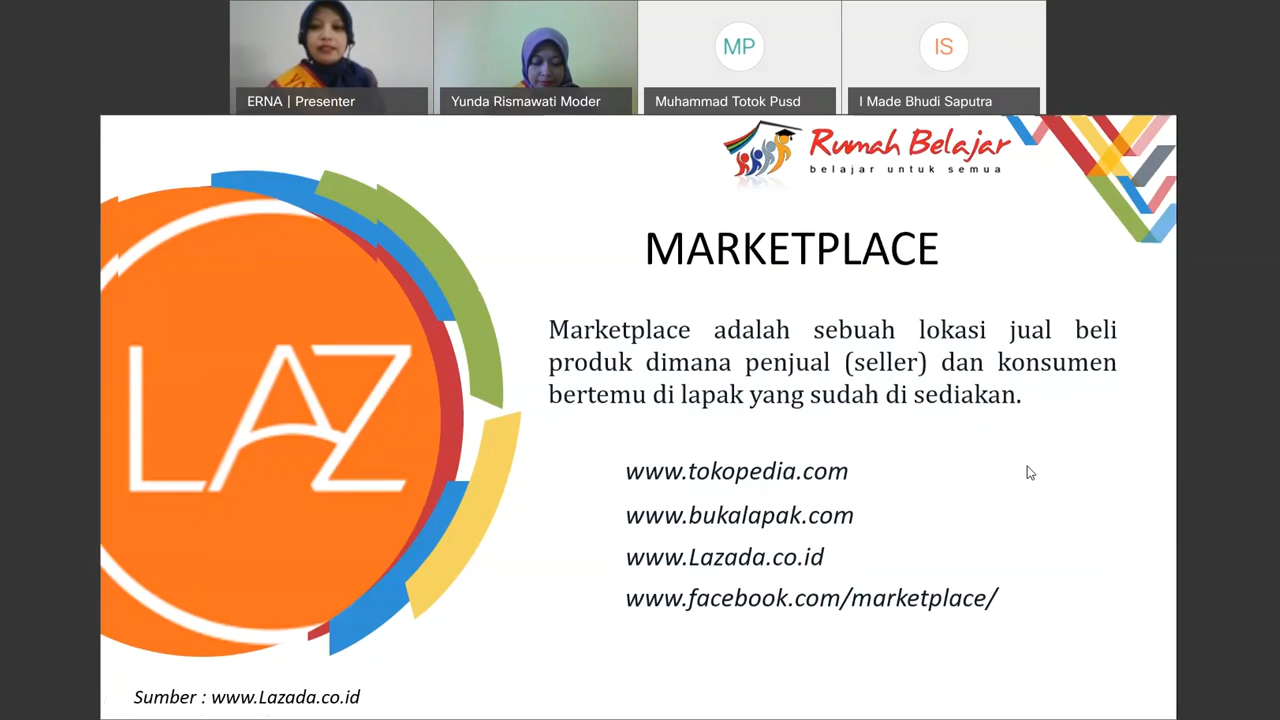 ERNA | Presenter
Yunda Rismawati Moder
MP
Muhammad Totok Pusd
IS
I Made Bhudi Saputra
Rumah Belajar
belajar untuk semua
LAZ
MARKETPLACE
Marketplace adalah sebuah lokasi jual beli
produk dimana penjual (seller) dan konsumen
bertemu di lapak yang sudah di sediakan.
www.tokopedia.com
www.bukalapak.com
www.Lazada.co.id
www.facebook.com/marketplace/
Sumber : www.Lazada.co.id